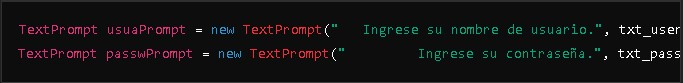 TextPrompt usuaPrompt = new TextPrompt("   Ingrese su nombre de usuario.", txt_user
TextPrompt passwPrompt = new TextPrompt("         Ingrese su contraseña.", txt_pass